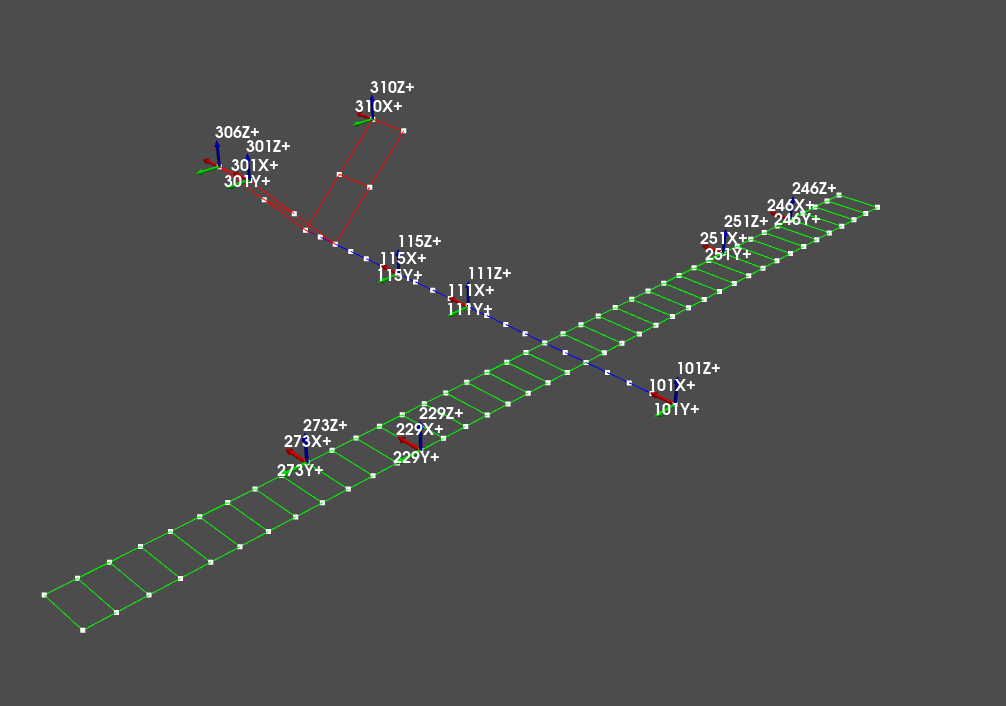 310Z+
310X+
306Z+
301Z+
301X+
301Y+
246Z+
246X+
246Y+
251Z+
251X+
251Y+
115Z+
115X+
115Y+
111Z+
111X+
111Y+
101Z+
101X+
101Y+
229Z+
229X+
229Y+
273Z+
273X+
273Y+